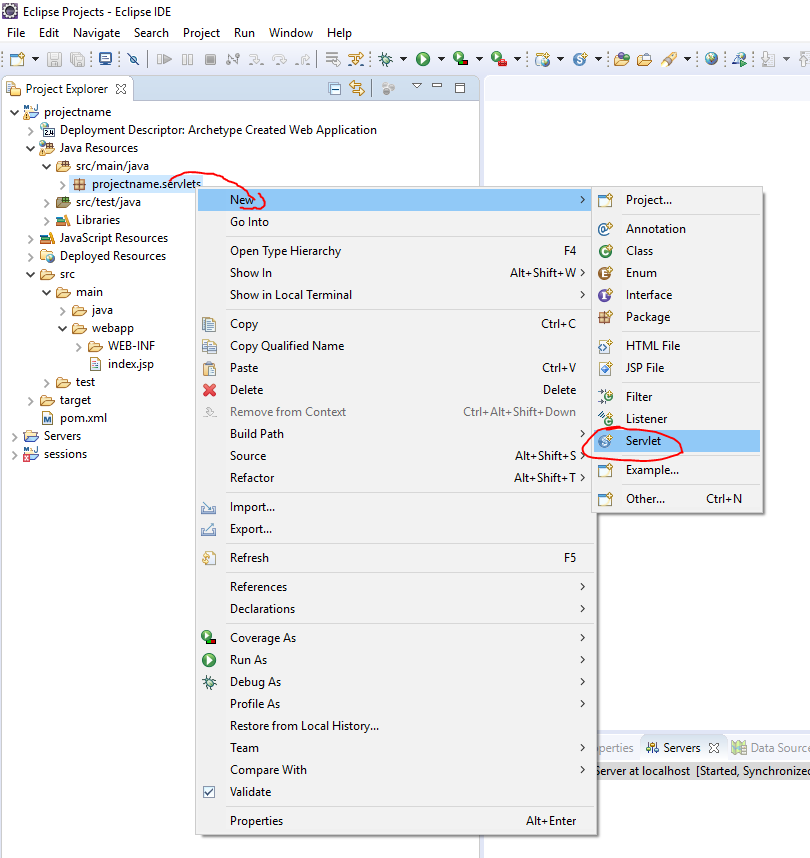 Eclipse Projects - Eclipse IDE
File Edit Navigate Search Project Run Window Help
Project Explorer
projectname
Deployment Descriptor: Archetype Created Web Application
Java Resources
src/main/java
projectname.servlets
src/test/java
Libraries
JavaScript Resources
Deployed Resources
src
main
java
webapp
WEB-INF
index.jsp
test
target
pom.xml
Servers
sessions
New
Go Into
Open Type Hierarchy F4
Show In Alt+Shift+W
Show in Local Terminal
Copy Ctrl+C
Copy Qualified Name
Paste Ctrl+V
Delete Delete
Remove from Context Ctrl+Alt+Shift+Down
Build Path
Source Alt+Shift+S
Refactor Alt+Shift+T
Import...
Export...
Refresh F5
References
Declarations
Coverage As
Run As
Debug As
Profile As
Restore from Local History...
Team
Compare With
Validate
Properties Alt+Enter
Project...
Annotation
Class
Enum
Interface
Package
HTML File
JSP File
Filter
Listener
Servlet
Example...
Other... Ctrl+N
operties Servers Data Source
Server at localhost [Started, Synchronized